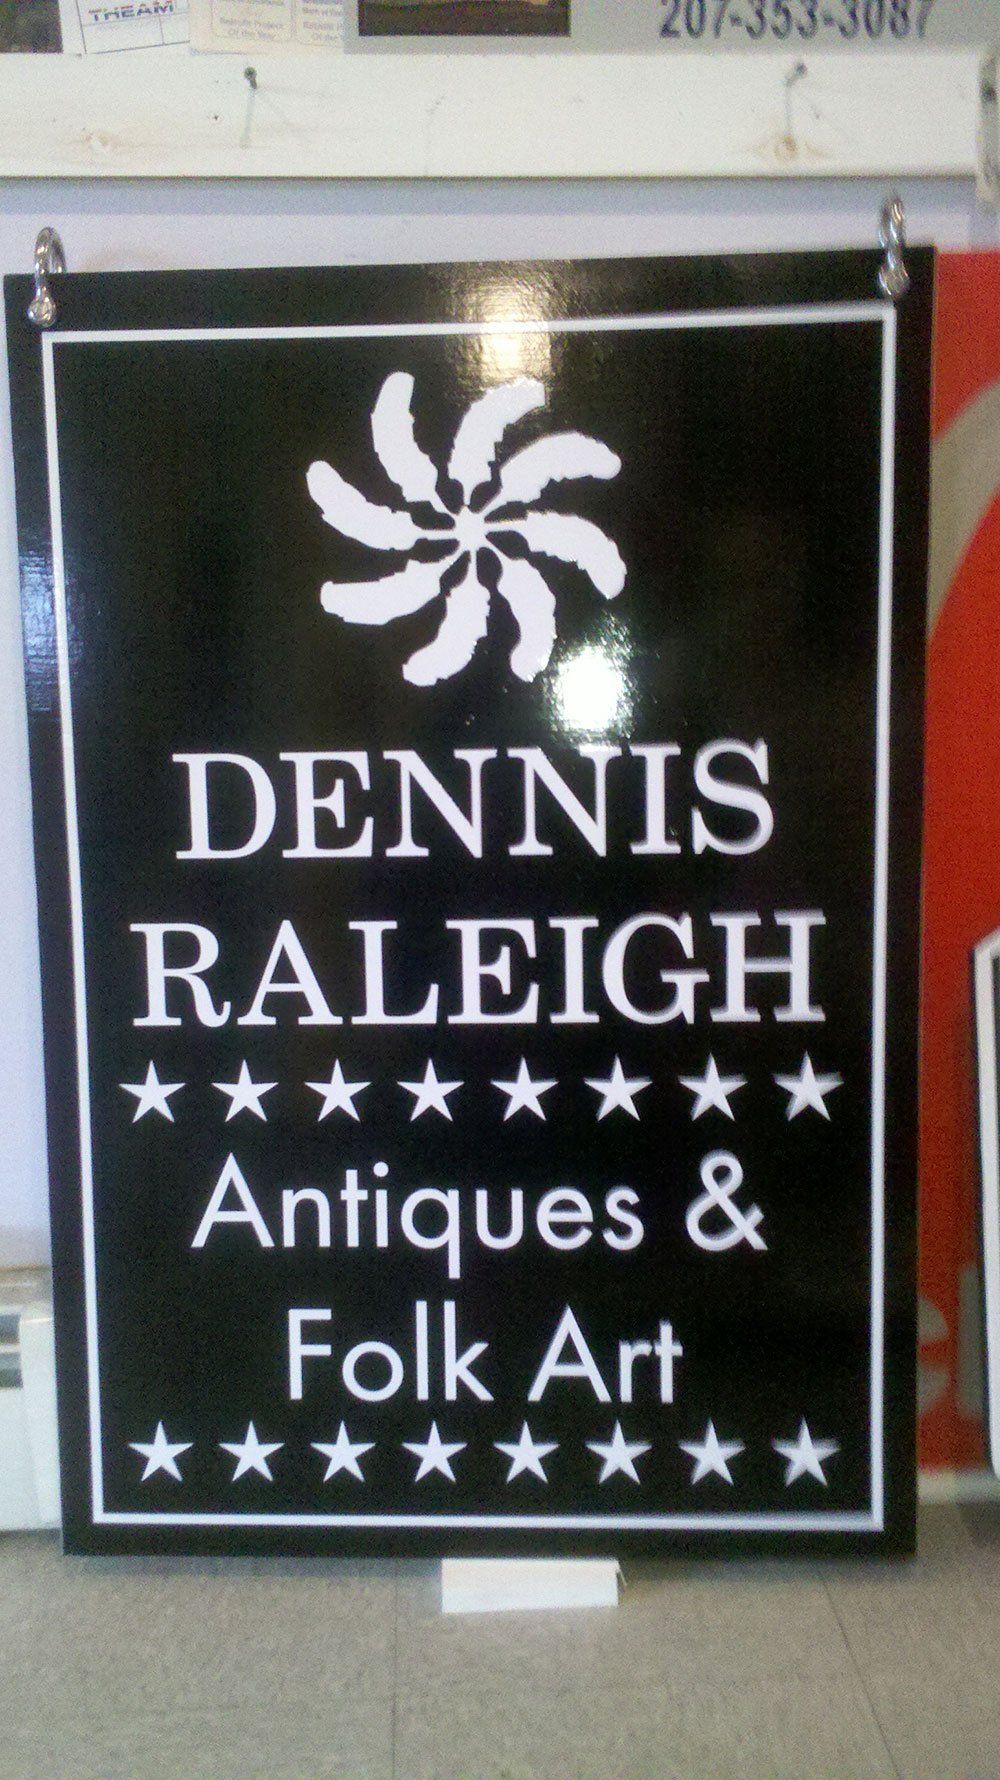 THEAM
207-353-3087
DENNIS
RALEIGH
Antiques &
Folk Art